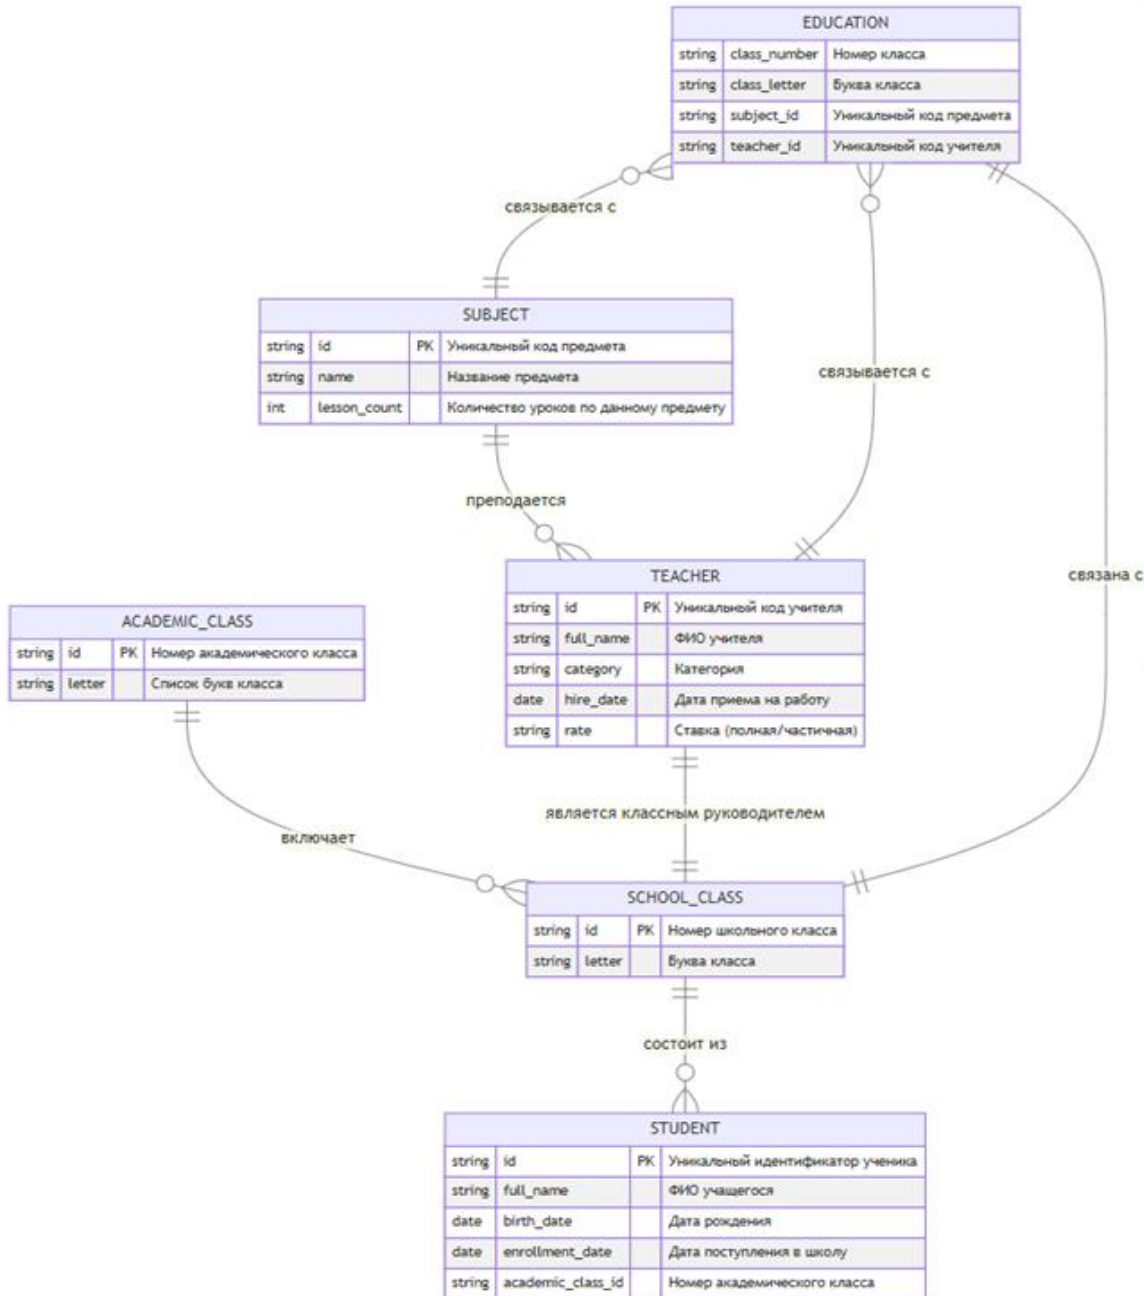 EDUCATION
string class_number Номер класса
string class_letter Буква класса
string subject_id Уникальный код предмета
string teacher_id Уникальный код учителя
связывается с
SUBJECT
string id PK Уникальный код предмета
string name Название предмета
int lesson_count Количество уроков по данному предмету
связывается с
преподается
TEACHER
string id PK Уникальный код учителя
string full_name ФИО учителя
string category Категория
date hire_date Дата приема на работу
string rate Ставка (полная/частичная)
связана с
ACADEMIC_CLASS
string id PK Номер академического класса
string letter Список букв класса
является классным руководителем
включает
SCHOOL_CLASS
string id PK Номер школьного класса
string letter Буква класса
состоит из
STUDENT
string id PK Уникальный идентификатор ученика
string full_name ФИО учащегося
date birth_date Дата рождения
date enrollment_date Дата поступления в школу
string academic_class_id Номер академического класса